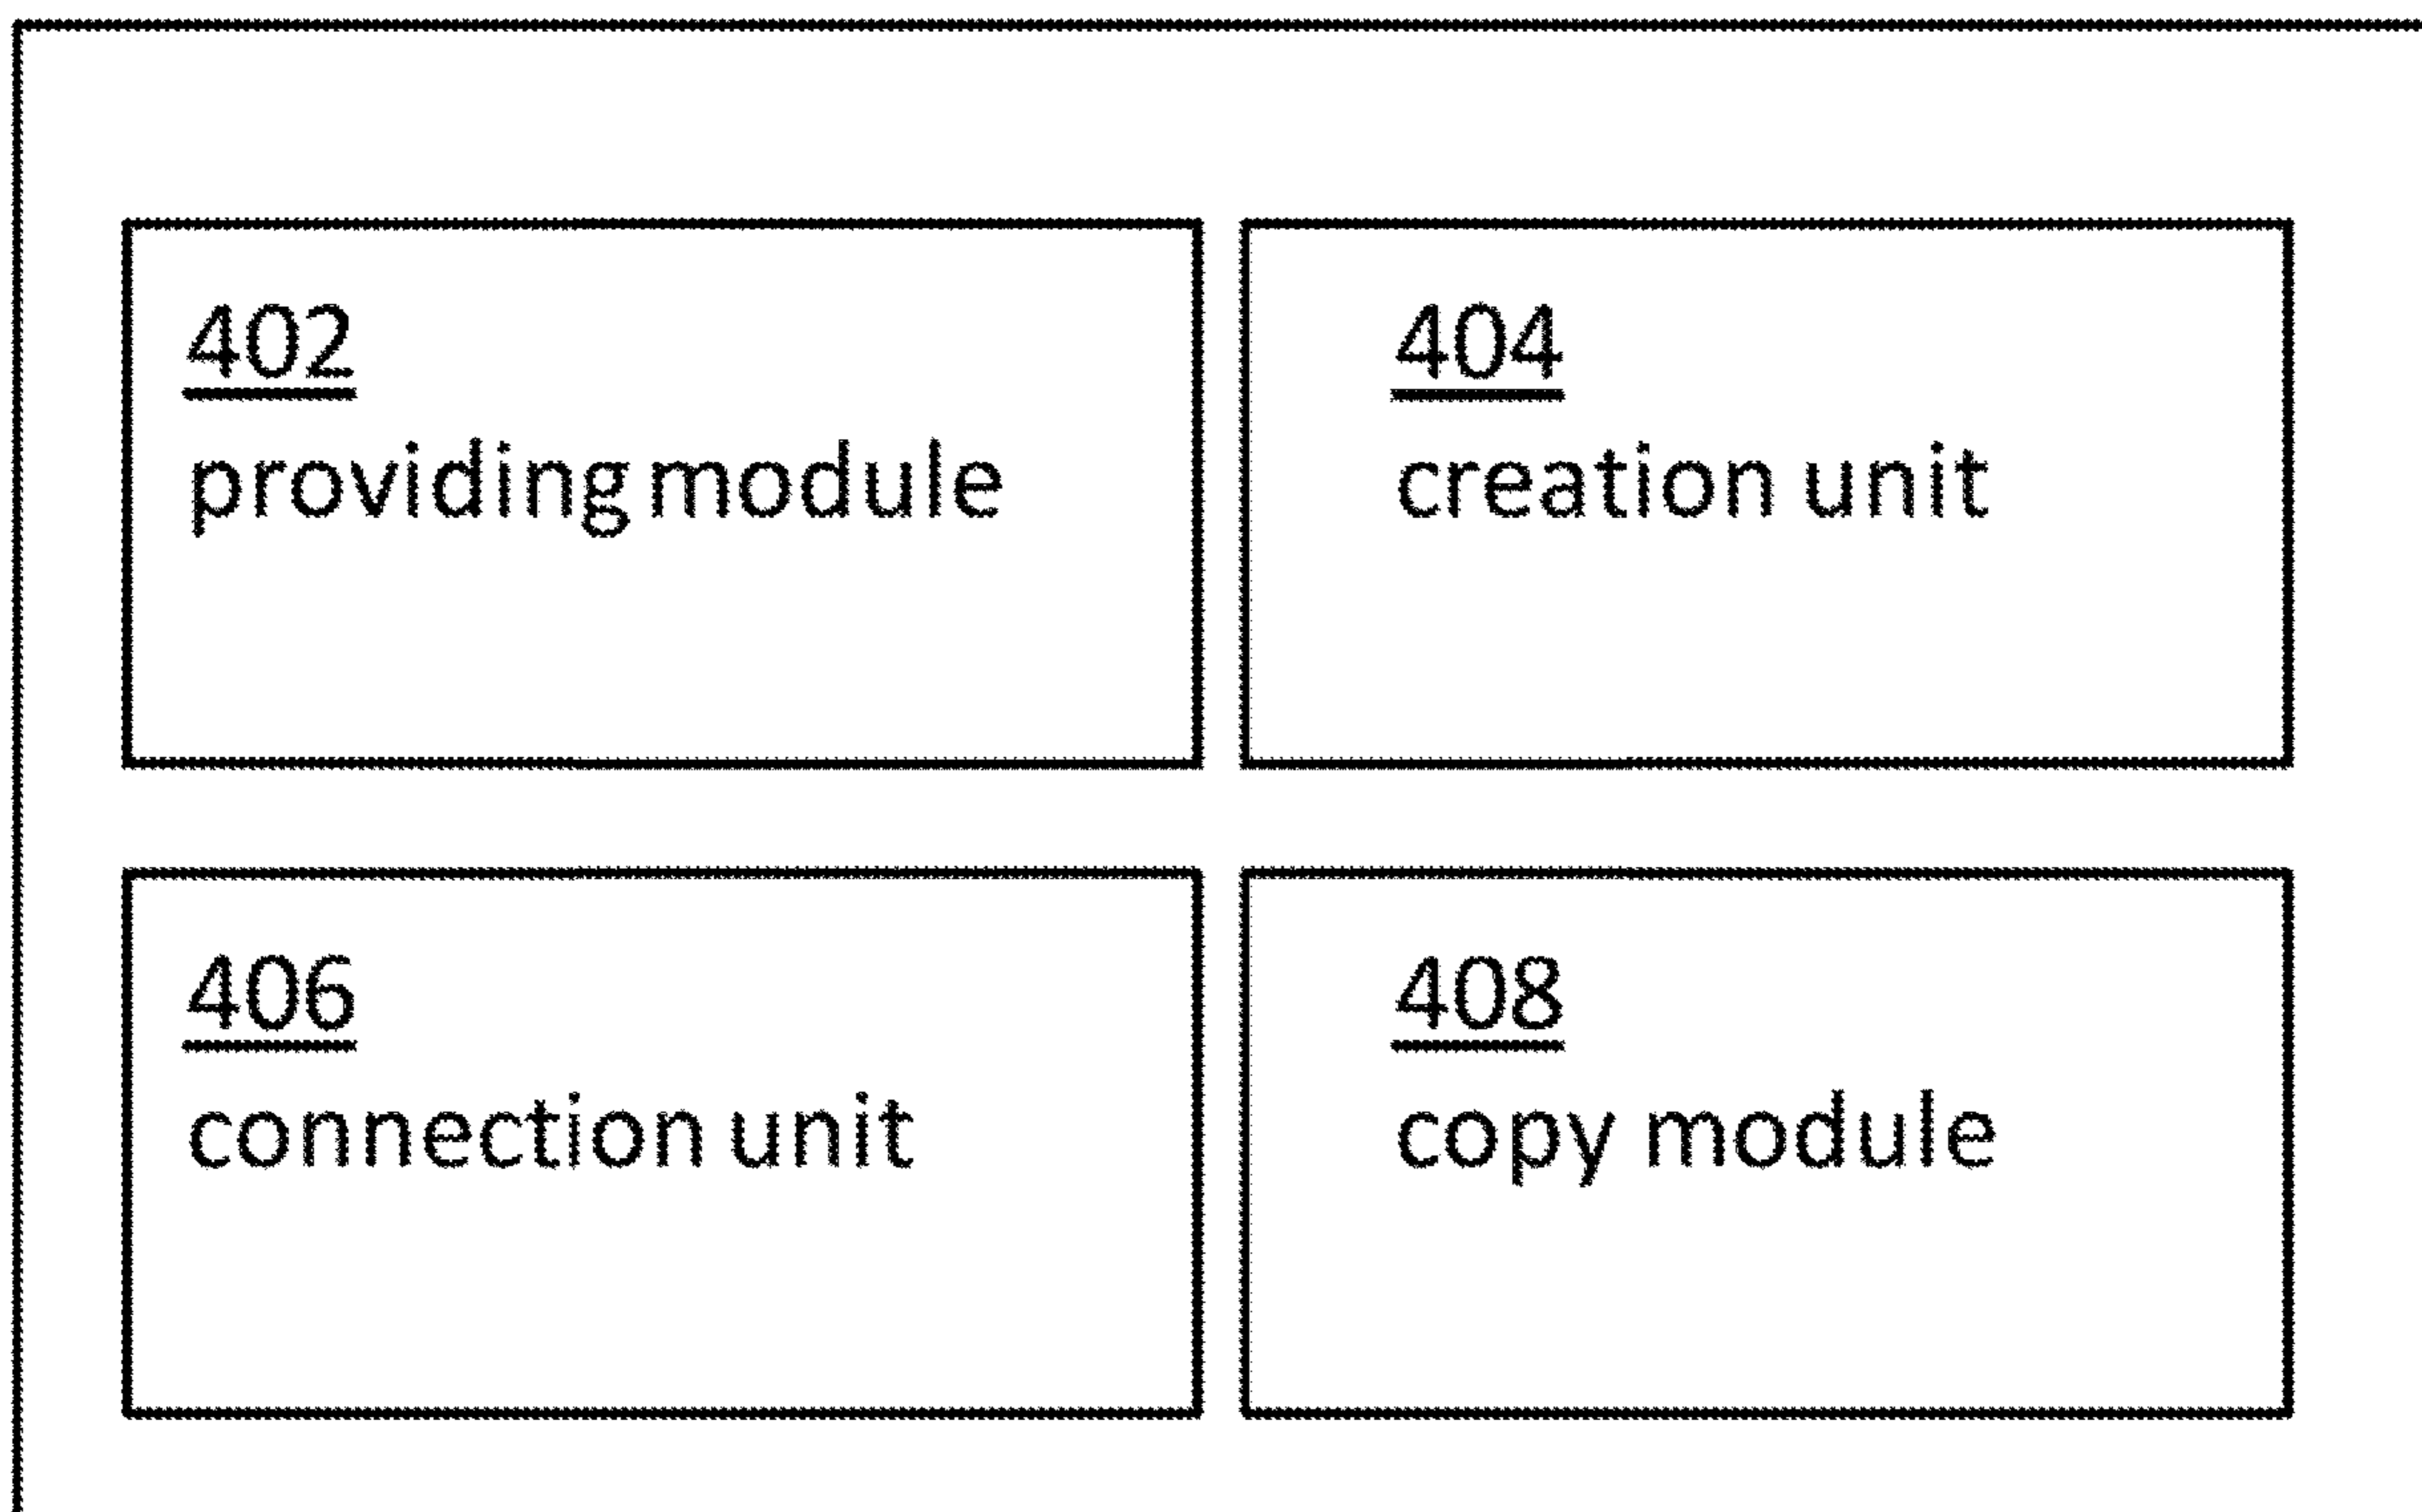 402
providing module
404
creation unit
406
connection unit
408
copy module